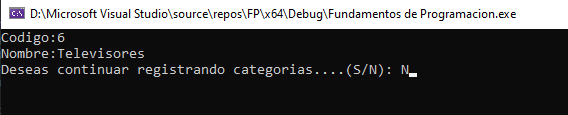 D:\Microsoft Visual Studio\source\repos\FP\x64\Debug\Fundamentos de Programacion.exe
Codigo:6
Nombre:Televisores
Deseas continuar registrando categorias....(S/N): N